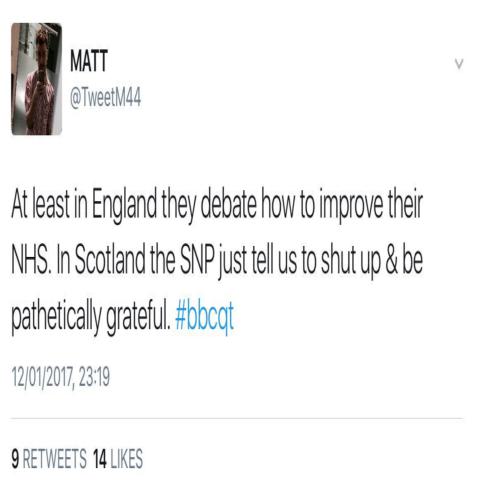 MATT
@TweetM44
At least in England they debate how to improve their
NHS. In Scotland the SNP just tell us to shut up & be
pathetically grateful. #bbcqt
12/01/2017, 23:19
9 RETWEETS 14 LIKES